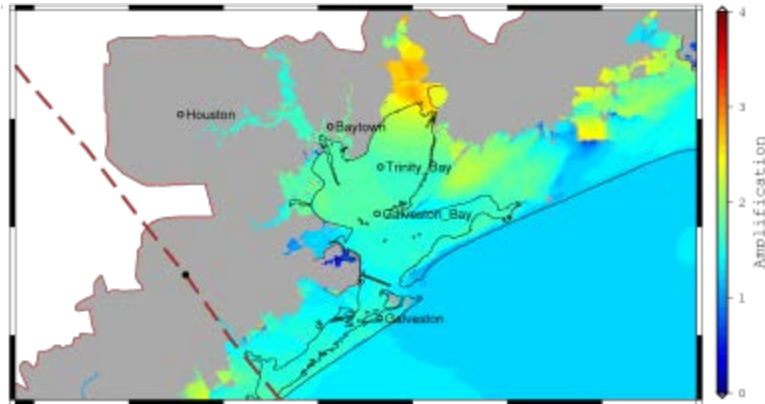 4
Houston
Baytown
3
Trinity_Bay
Amplification
2
Galveston_Bay
1
Galveston
0